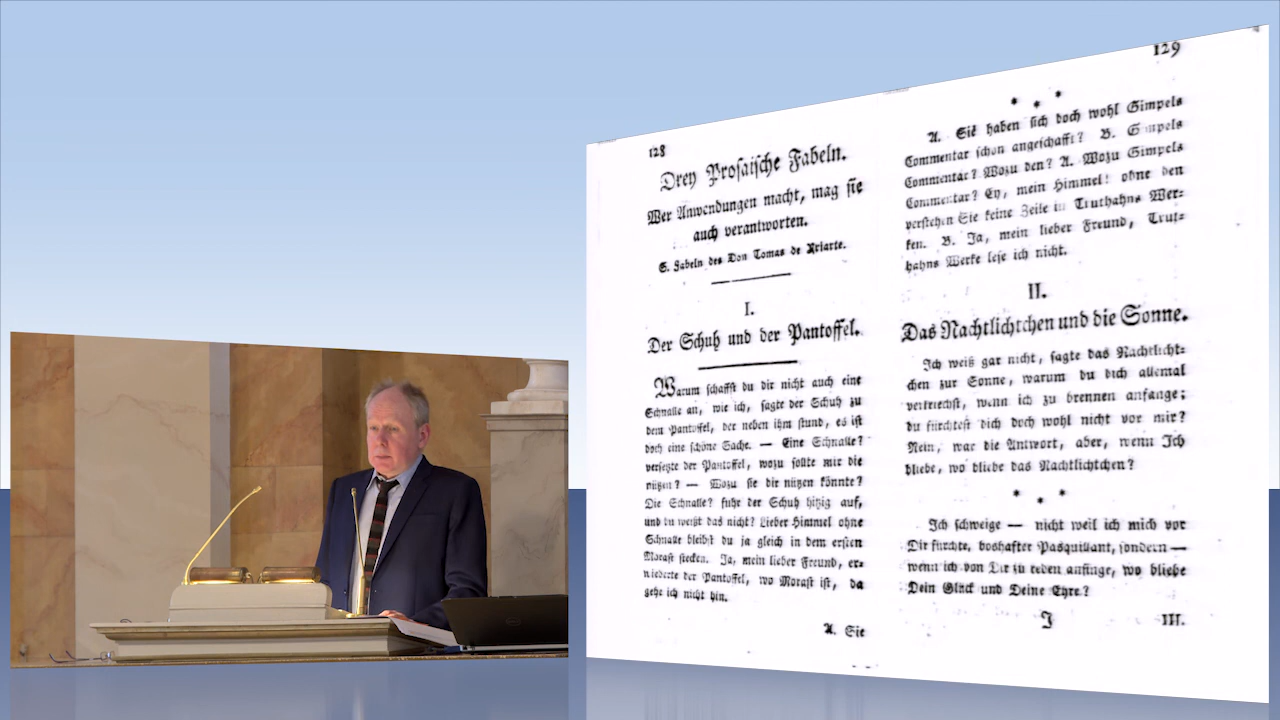 128
Drey Prosaische Fabeln.
Wer Anwendungen macht, mag sie
auch verantworten.
S. Fabeln des Don Tomas de Yriarte.
I.
Der Schuh und der Pantoffel.
Warum schaffst du dir nicht auch eine
Schnalle an, wie ich, sagte der Schuh zu
dem Pantoffel, der neben ihm stund, es ist
doch eine schöne Sache. — Eine Schnalle?
versetzte der Pantoffel, wozu sollte mir die
nützen? — Wozu sie dir nützen könnte?
Die Schnalle? fuhr der Schuh hitzig auf,
und du weißt das nicht? Lieber Himmel ohne
Schnalle bleibst du ja gleich in dem ersten
Morast stecken. Ja, mein lieber Freund, er-
wiederte der Pantoffel, wo Morast ist, da
gehe ich nicht hin.
A. Sie
129
* * *
A. Sie haben sich doch wohl Gimpels
Commentar schon angeschafft? B. Gimpels
Commentar? Wozu den? A. Wozu Gimpels
Commentar? Ey, mein Himmel! ohne den
verstehen Sie keine Zeile in Truthahns Wer-
ken. B. Ja, mein lieber Freund, Trut-
hahns Werke lese ich nicht.
II.
Das Nachtlichtchen und die Sonne.
Ich weiß gar nicht, sagte das Nachtlicht-
chen zur Sonne, warum du dich allemal
verkriechst, wenn ich zu brennen anfange;
du fürchtest dich doch wohl nicht vor mir?
Nein, war die Antwort, aber, wenn Ich
bliebe, wo bliebe das Nachtlichtchen?
* * *
Ich schweige — nicht weil ich mich vor
Dir fürchte, boshafter Pasquillant, sondern —
wenn ich von Dir zu reden anfinge, wo bliebe
Dein Glück und Deine Ehre?
J
III.